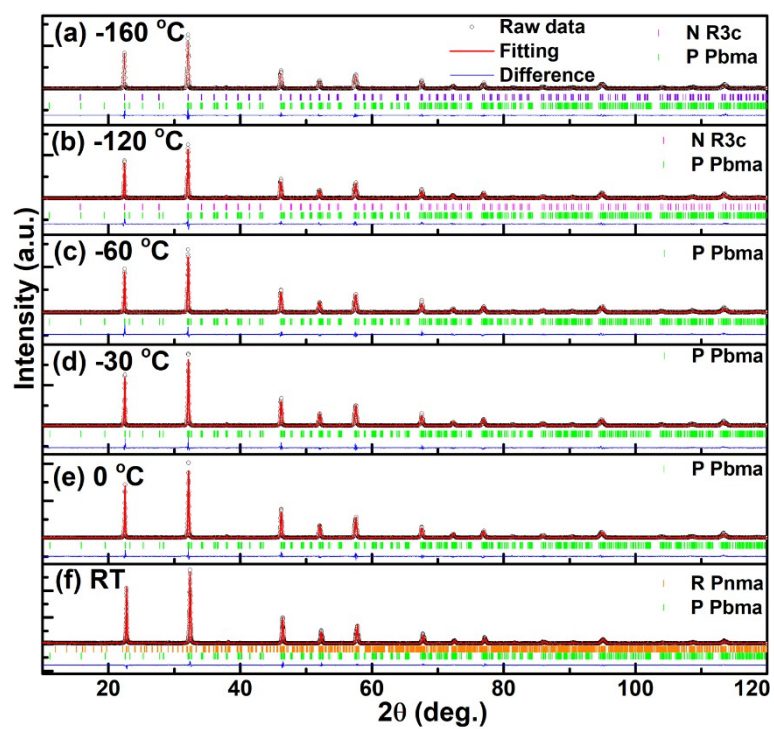 (a) -160 °C
Raw data
Fitting
Difference
N R3c
P Pbma
(b) -120 °C
N R3c
P Pbma
(c) -60 °C
P Pbma
(d) -30 °C
P Pbma
(e) 0 °C
P Pbma
(f) RT
R Pnma
P Pbma
Intensity (a.u.)
20 40 60 80 100 120
2θ (deg.)